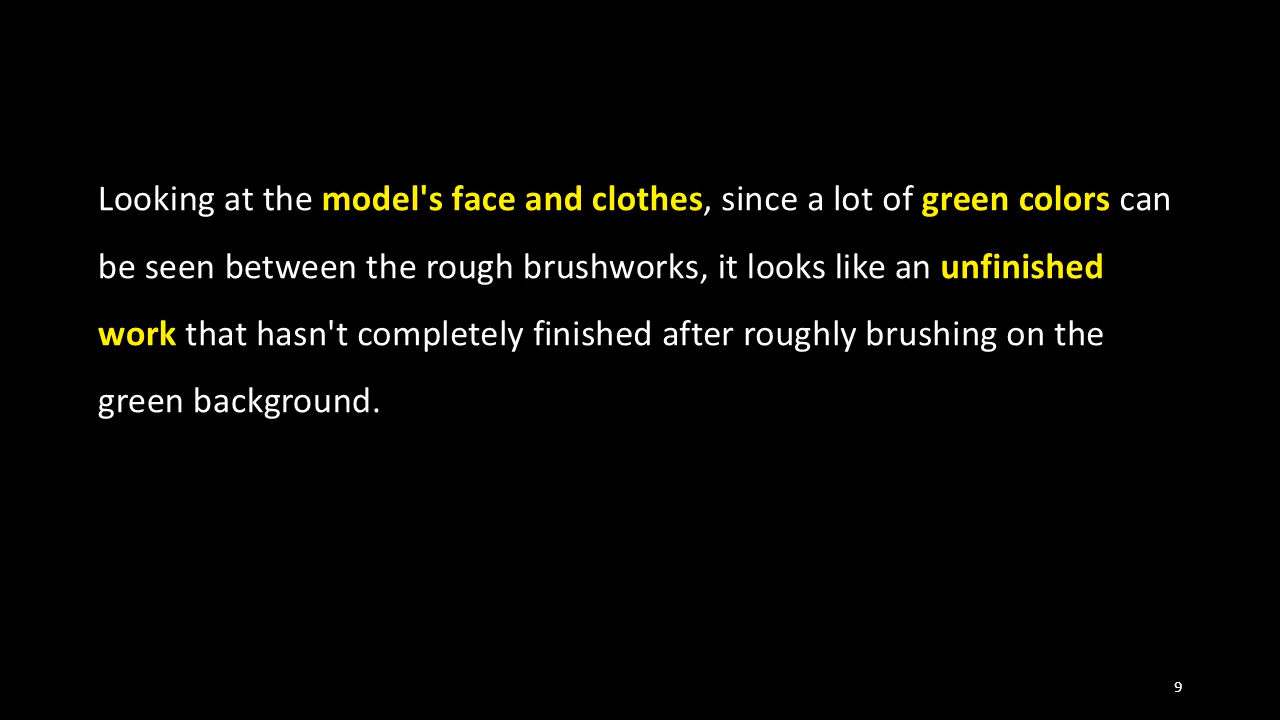 Looking at the model's face and clothes, since a lot of green colors can
be seen between the rough brushworks, it looks like an unfinished
work that hasn't completely finished after roughly brushing on the
green background.
9